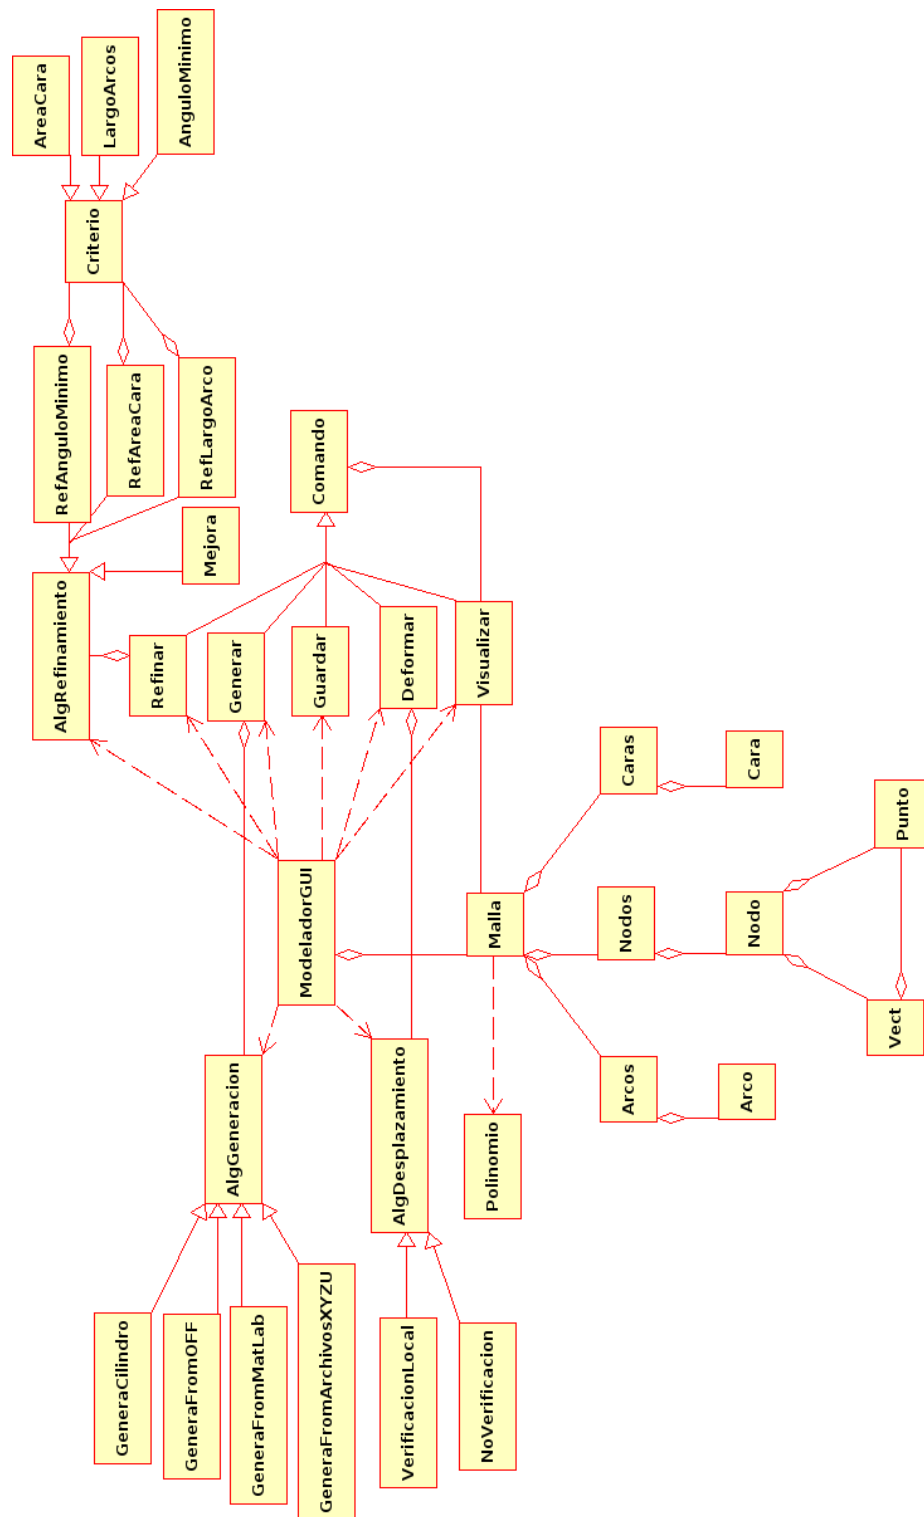 GeneraCilindro
GeneraFromOFF
GeneraFromMatLab
GeneraFromArchivosXYZU
VerificacionLocal
NoVerificacion
AlgGeneracion
AlgDesplazamiento
Polinomio
Arcos
Arco
Vect
ModeladorGUI
Malla
Nodos
Nodo
Punto
Caras
Cara
AlgRefinamiento
Refinar
Generar
Guardar
Deformar
Visualizar
Mejora
Comando
RefAnguloMinimo
RefAreaCara
RefLargoArco
Criterio
AreaCara
LargoArcos
AnguloMinimo